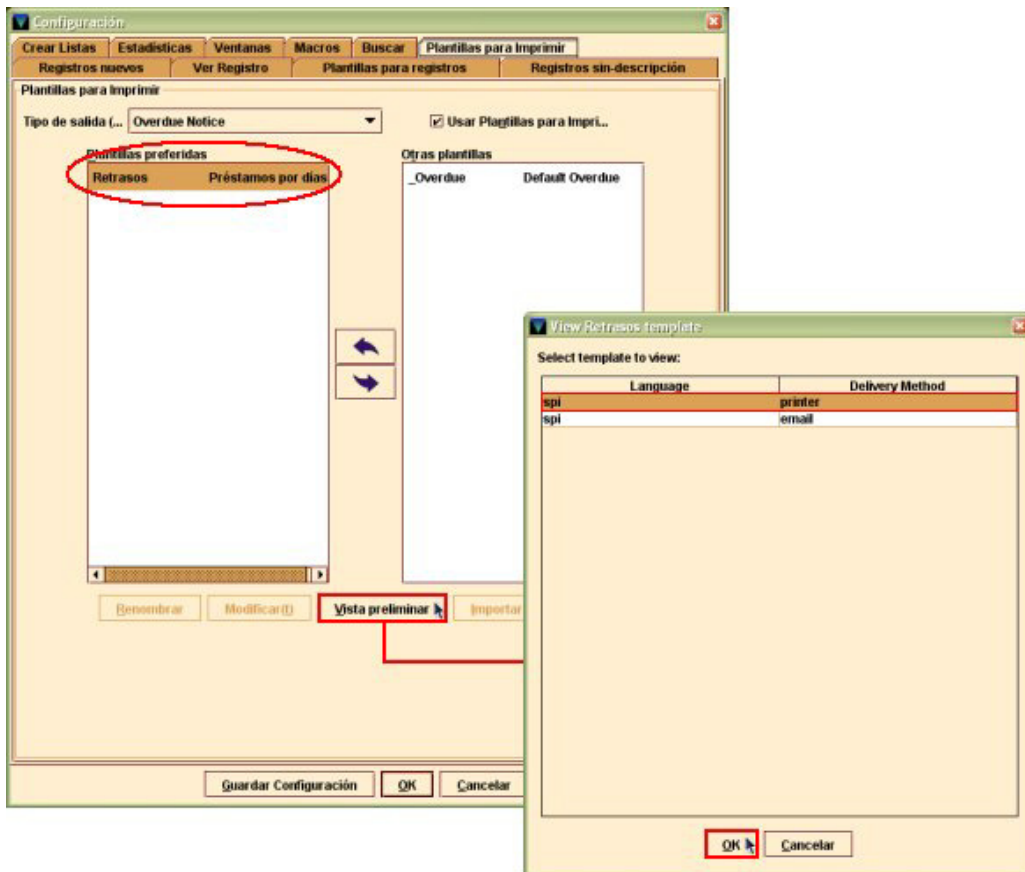 Configuración
Crear Listas Estadísticas Ventanas Macros Buscar Plantillas para Imprimir
Registros nuevos Ver Registro Plantillas para registros Registros sin-descripción
Plantillas para Imprimir
Tipo de salida (... Overdue Notice Usar Plantillas para Impri...
Plantillas preferidas Otras plantillas
Retrasos Préstamos por días _Overdue Default Overdue
View Retrasos template
Select template to view:
Language Delivery Method
spi printer
spi email
Renombrar Modificar(t) Vista preliminar Importar
Guardar Configuración OK Cancelar
OK Cancelar